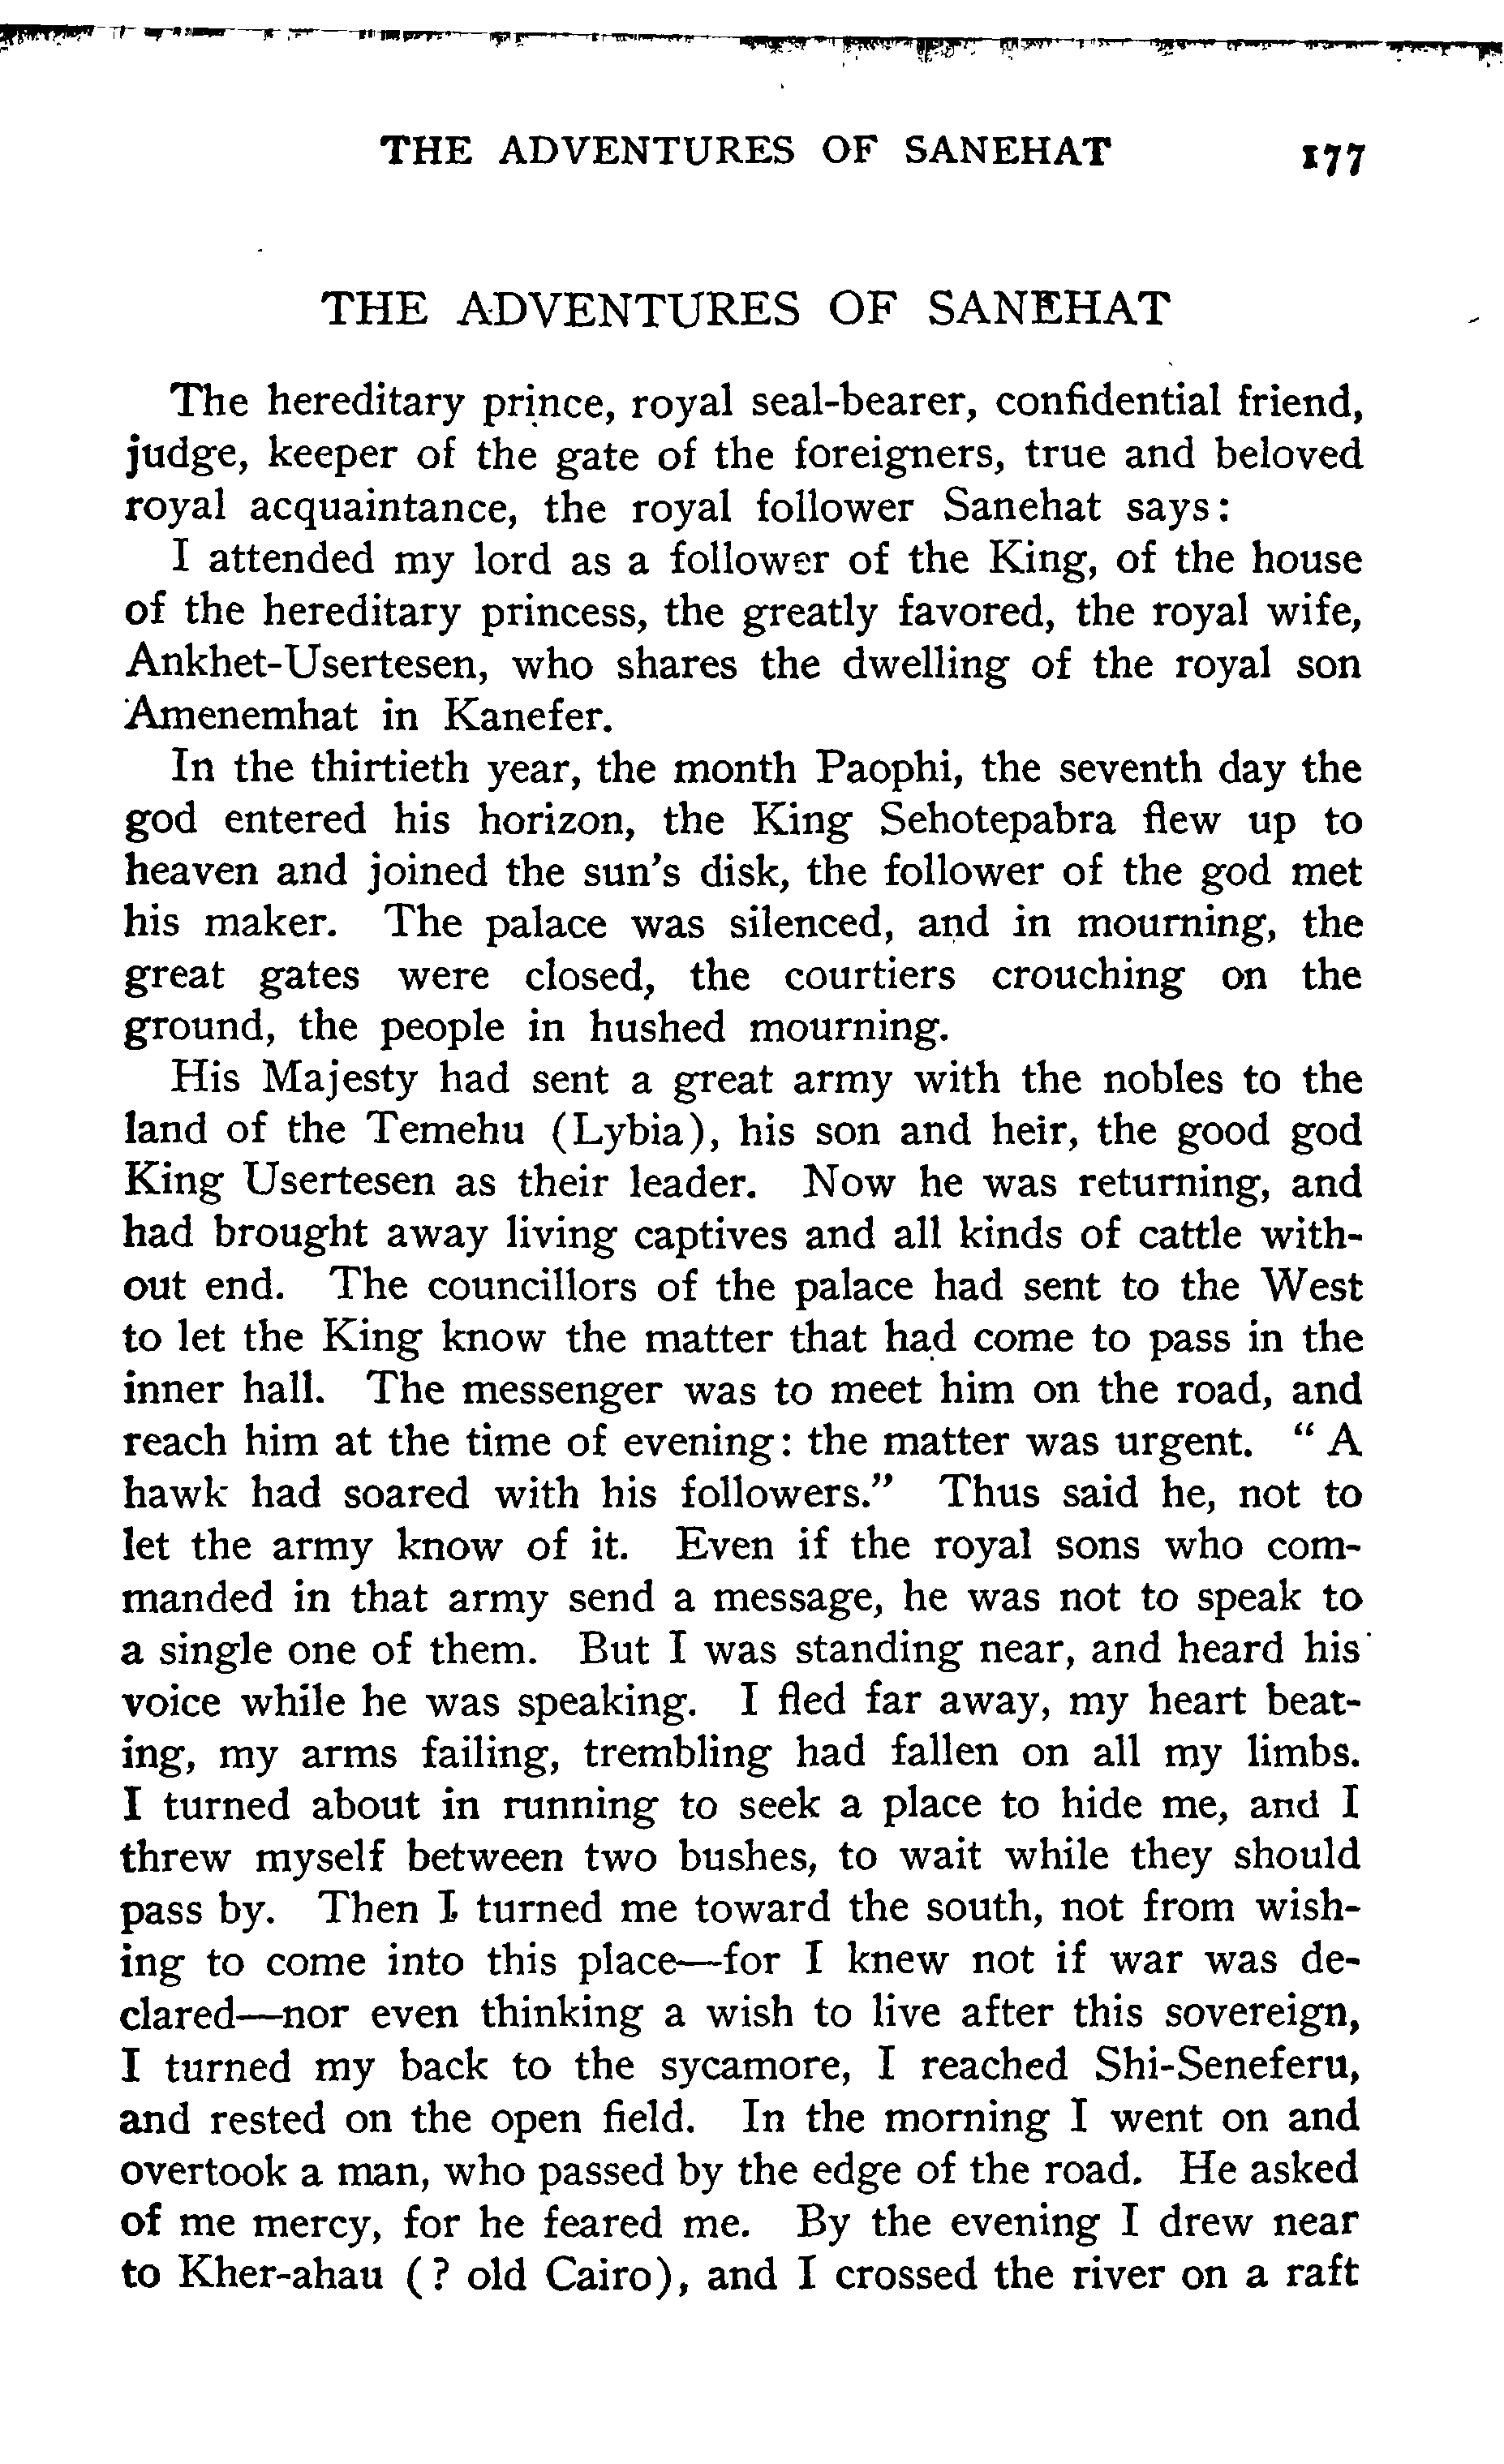 THE ADVENTURES OF SANEHAT 177
THE ADVENTURES OF SANEHAT
The hereditary prince, royal seal-bearer, confidential friend,
judge, keeper of the gate of the foreigners, true and beloved
royal acquaintance, the royal follower Sanehat says:
I attended my lord as a follower of the King, of the house
of the hereditary princess, the greatly favored, the royal wife,
Ankhet-Usertesen, who shares the dwelling of the royal son
Amenemhat in Kanefer.
In the thirtieth year, the month Paophi, the seventh day the
god entered his horizon, the King Sehotepabra flew up to
heaven and joined the sun's disk, the follower of the god met
his maker. The palace was silenced, and in mourning, the
great gates were closed, the courtiers crouching on the
ground, the people in hushed mourning.
His Majesty had sent a great army with the nobles to the
land of the Temehu (Lybia), his son and heir, the good god
King Usertesen as their leader. Now he was returning, and
had brought away living captives and all kinds of cattle with-
out end. The councillors of the palace had sent to the West
to let the King know the matter that had come to pass in the
inner hall. The messenger was to meet him on the road, and
reach him at the time of evening: the matter was urgent. "A
hawk had soared with his followers." Thus said he, not to
let the army know of it. Even if the royal sons who com-
manded in that army send a message, he was not to speak to
a single one of them. But I was standing near, and heard his
voice while he was speaking. I fled far away, my heart beat-
ing, my arms failing, trembling had fallen on all my limbs.
I turned about in running to seek a place to hide me, and I
threw myself between two bushes, to wait while they should
pass by. Then I turned me toward the south, not from wish-
ing to come into this place—for I knew not if war was de-
clared—nor even thinking a wish to live after this sovereign,
I turned my back to the sycamore, I reached Shi-Seneferu,
and rested on the open field. In the morning I went on and
overtook a man, who passed by the edge of the road. He asked
of me mercy, for he feared me. By the evening I drew near
to Kher-ahau (? old Cairo), and I crossed the river on a raft